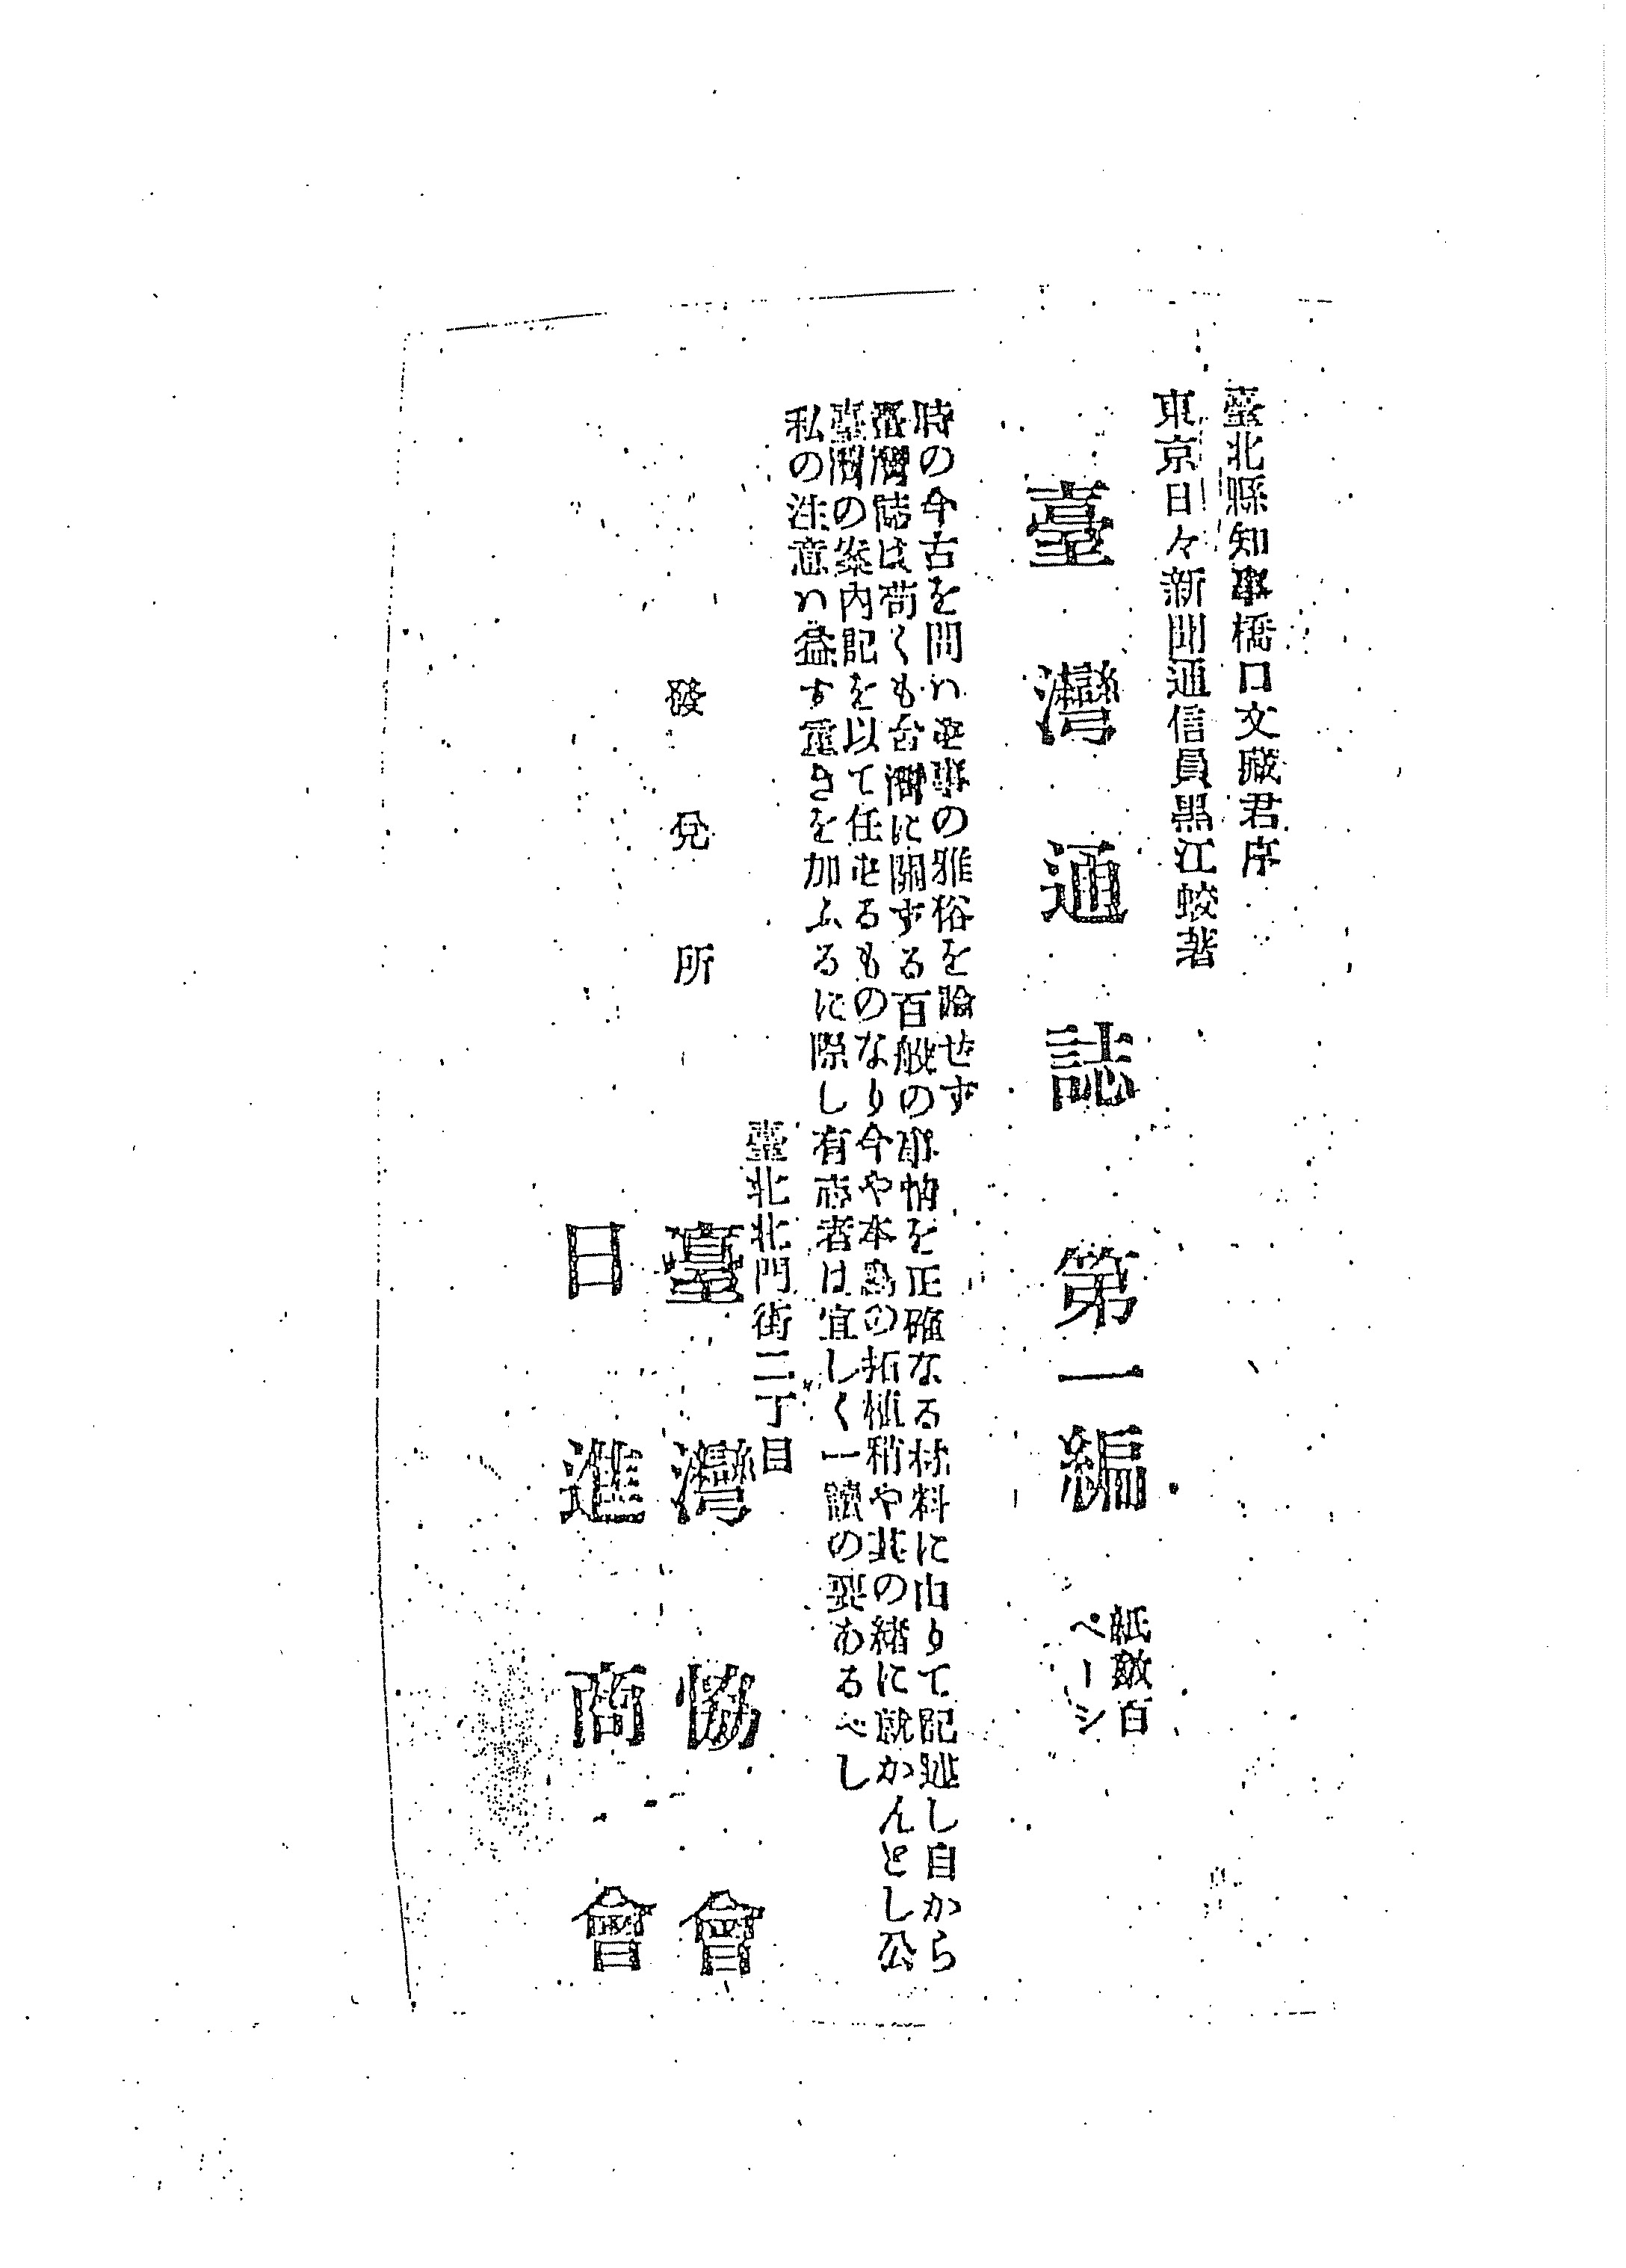 臺北縣知事橋口文藏君序
東京日々新聞通信員黒江蛟著
臺灣通誌 第一編
紙數百
ページ
時の今古を問ハず事の雅俗を論せず
臺灣誌は苟くも台灣に關する百般の事情を正確なる材料に由りて記述し自から
臺灣の案内記を以て任ずるものなり今や本島の拓植稍や其の緒に就かんとし公
私の注意ハ益す重きを加ふるに際し有志者は宜しく一讀の要あるべし
臺北北門街二丁目
發兌所
臺灣協會
日進商會